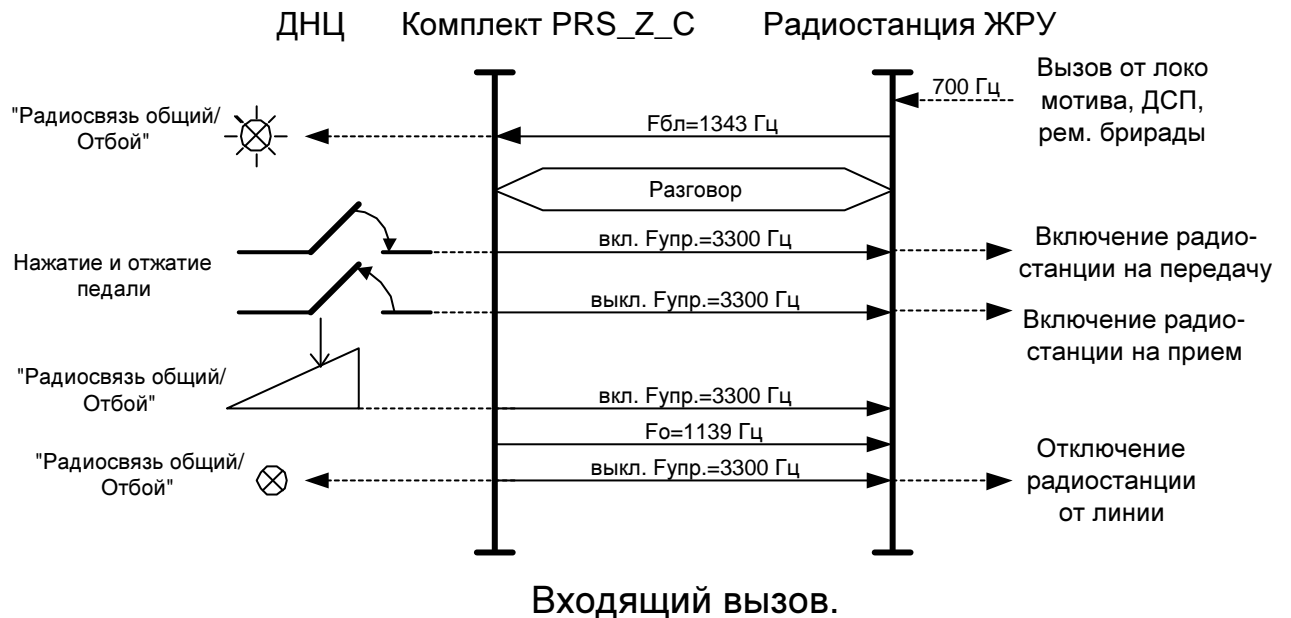 ДНЦ Комплект PRS_Z_C Радиостанция ЖРУ
700 Гц
Вызов от локо
мотива, ДСП,
рем. брирады
"Радиосвязь общий/
Отбой"
Fбл=1343 Гц
Разговор
Нажатие и отжатие
педали
вкл. Fупр.=3300 Гц
Включение радио-
станции на передачу
выкл. Fупр.=3300 Гц
Включение радио-
станции на прием
"Радиосвязь общий/
Отбой"
вкл. Fупр.=3300 Гц
Fо=1139 Гц
"Радиосвязь общий/
Отбой"
выкл. Fупр.=3300 Гц
Отключение
радиостанции
от линии
Входящий вызов.